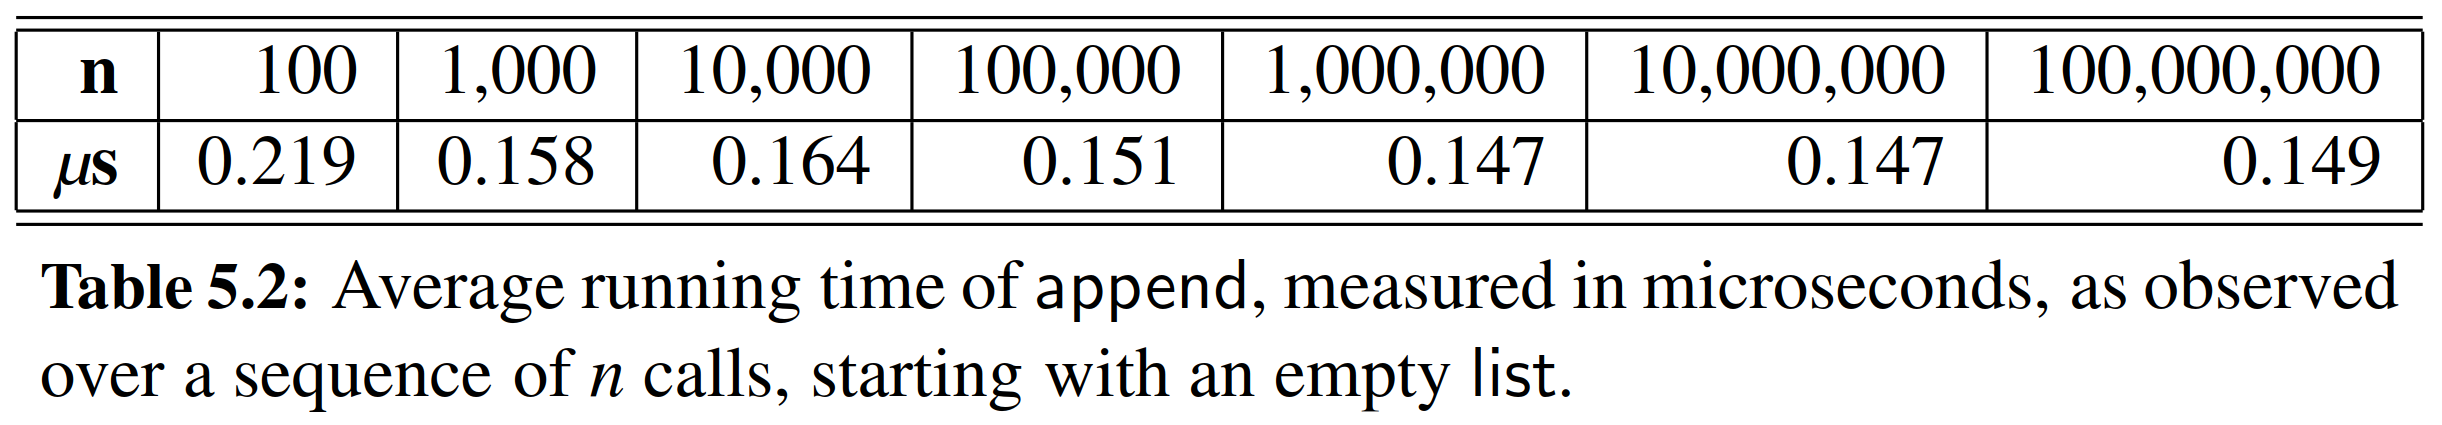 n 100 1,000 10,000 100,000 1,000,000 10,000,000 100,000,000
μs 0.219 0.158 0.164 0.151 0.147 0.147 0.149
Table 5.2: Average running time of append, measured in microseconds, as observed
over a sequence of n calls, starting with an empty list.